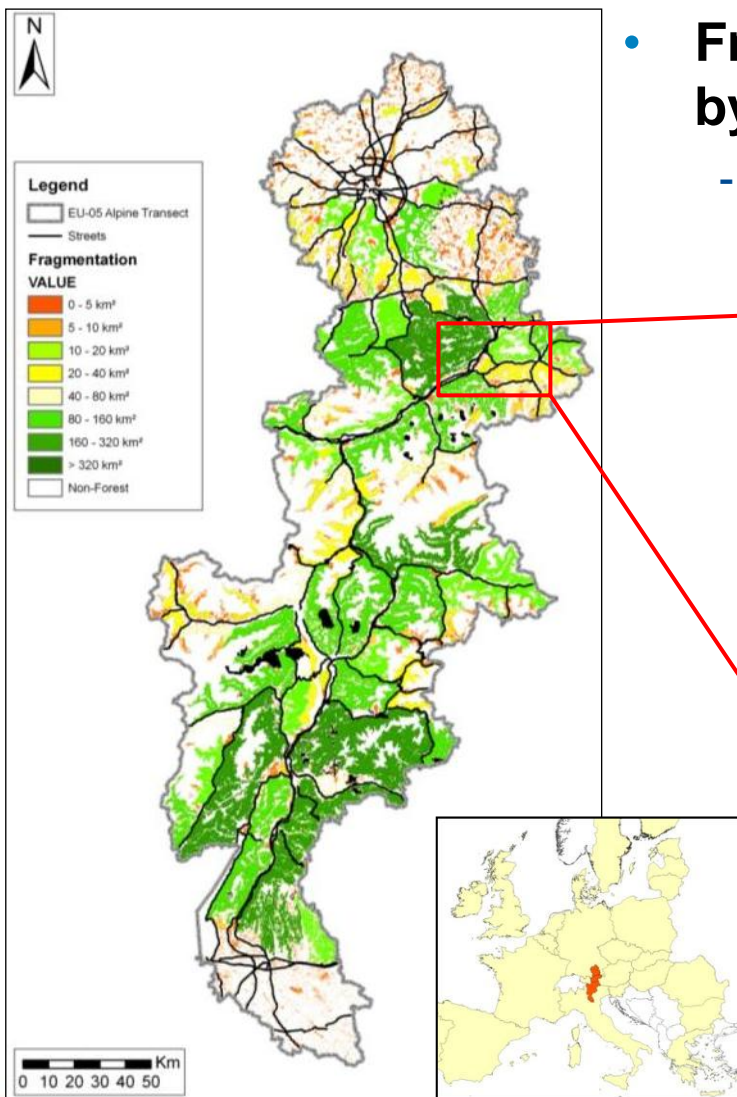 N
• Fr
by
-
Legend
EU-05 Alpine Transect
Streets
Fragmentation
VALUE
0 - 5 km²
5 - 10 km²
10 - 20 km²
20 - 40 km²
40 - 80 km²
80 - 160 km²
160 - 320 km²
> 320 km²
Non-Forest
Km
0 10 20 30 40 50